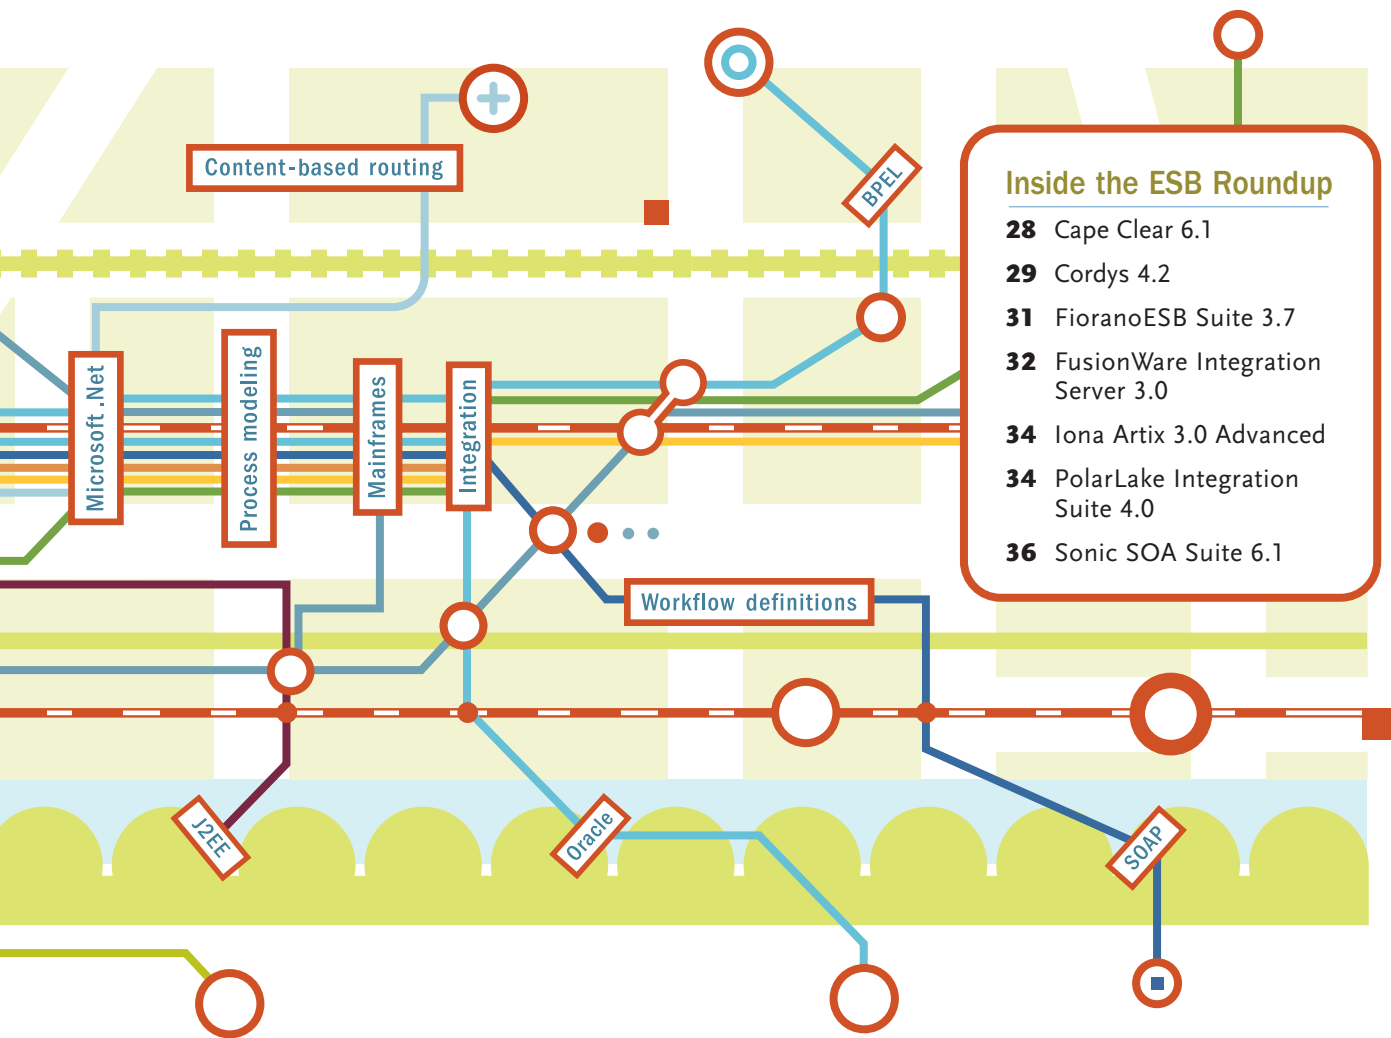 Content-based routing
BPEL
Inside the ESB Roundup
28 Cape Clear 6.1
29 Cordys 4.2
31 FioranoESB Suite 3.7
32 FusionWare Integration
Server 3.0
34 Iona Artix 3.0 Advanced
34 PolarLake Integration
Suite 4.0
36 Sonic SOA Suite 6.1
Microsoft .Net
Process modeling
Mainframes
Integration
Workflow definitions
J2EE
Oracle
SOAP